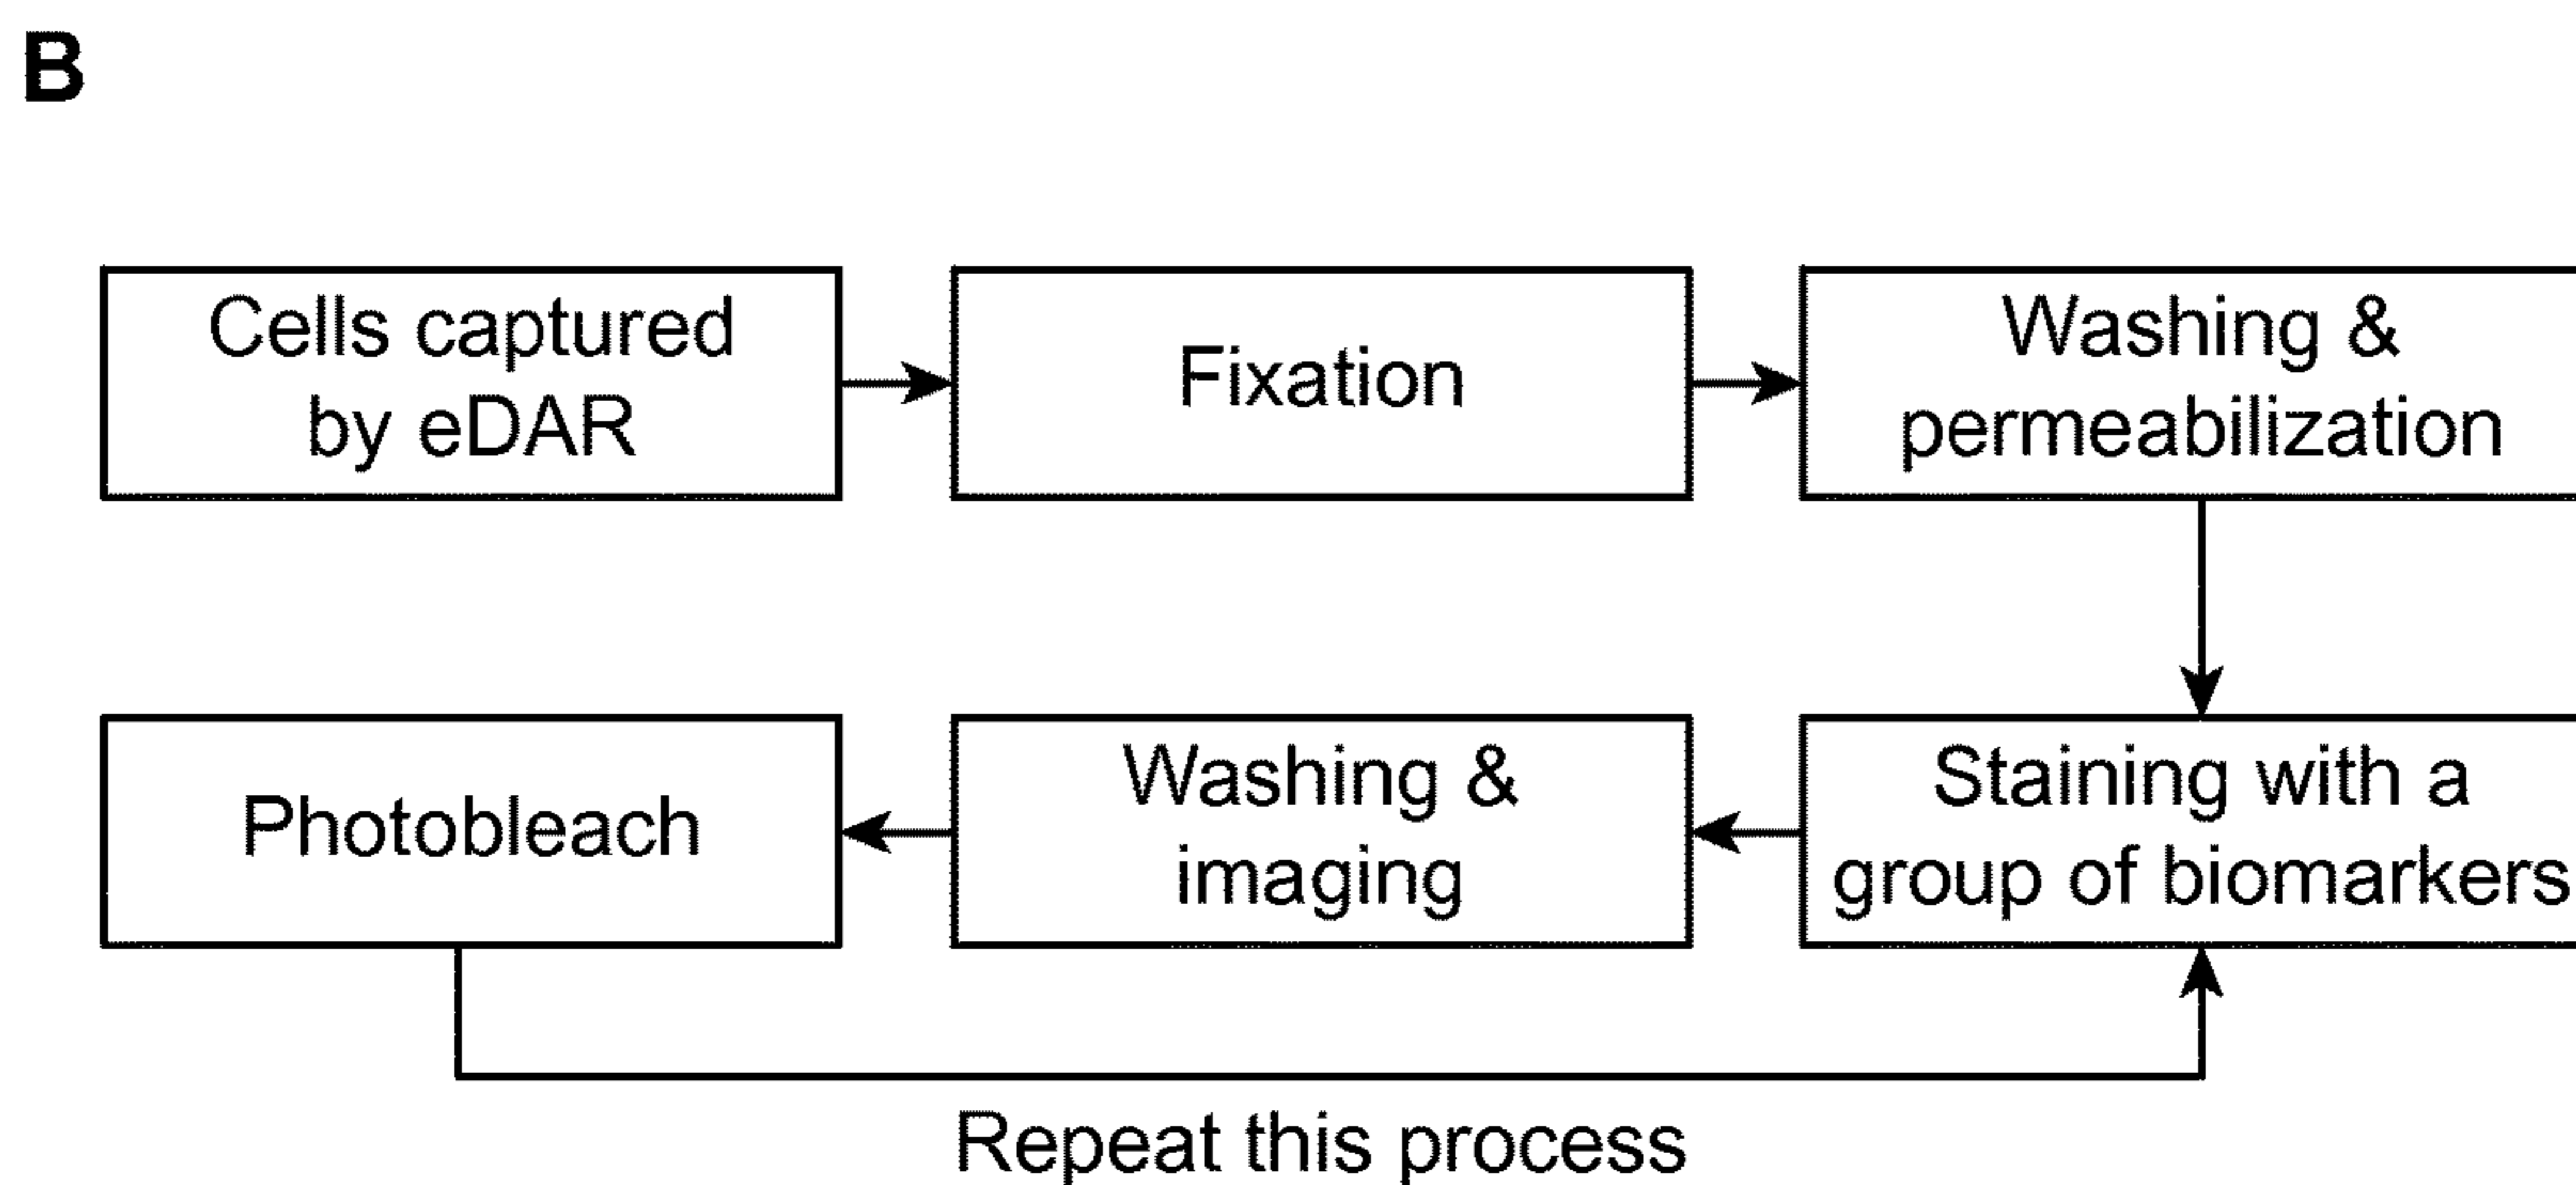 B
Cells captured
by eDAR
Fixation
Washing &
permeabilization
Photobleach
Washing &
imaging
Staining with a
group of biomarkers
Repeat this process